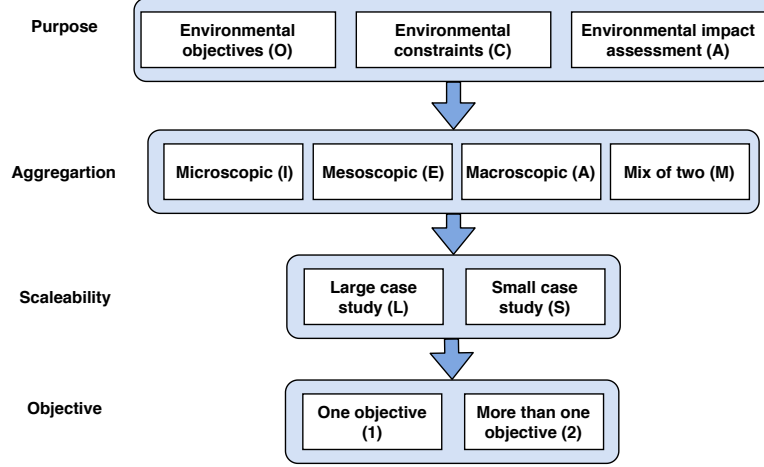 Purpose
Environmental
objectives (O)
Environmental
constraints (C)
Environmental impact
assessment (A)
Aggregartion
Microscopic (I)
Mesoscopic (E)
Macroscopic (A)
Mix of two (M)
Scaleability
Large case
study (L)
Small case
study (S)
Objective
One objective
(1)
More than one
objective (2)